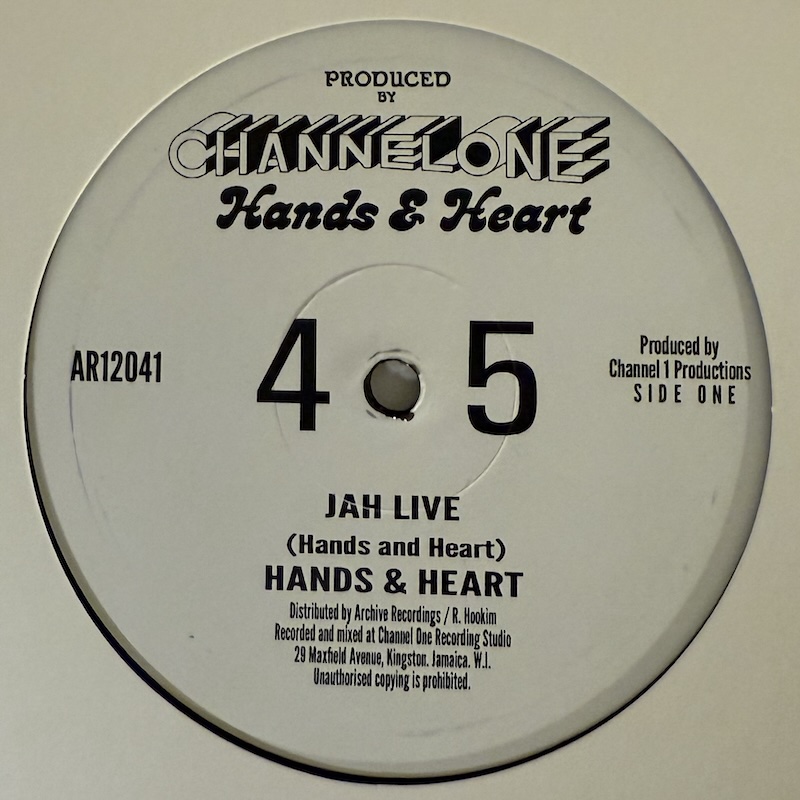 PRODUCED
BY
CHANNEL ONE
Hands & Heart
4 5
AR12041
Produced by
Channel 1 Productions
SIDE ONE
JAH LIVE
(Hands and Heart)
HANDS & HEART
Distributed by Archive Recordings / R. Hookim
Recorded and mixed at Channel One Recording Studio
29 Maxfield Avenue, Kingston. Jamaica. W.I.
Unauthorised copying is prohibited.